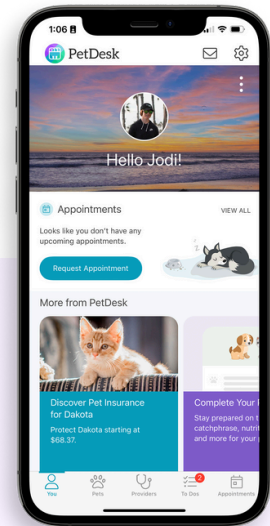 1:06
PetDesk
Hello Jodi!
Appointments
VIEW ALL
Looks like you don't have any
upcoming appointments.
Request Appointment
More from PetDesk
Discover Pet Insurance
for Dakota
Protect Dakota starting at
$68.37.
Complete Your
Stay prepared on
catchphrase,
and more for your
2
You
Pets
Providers
To Dos
Appointments